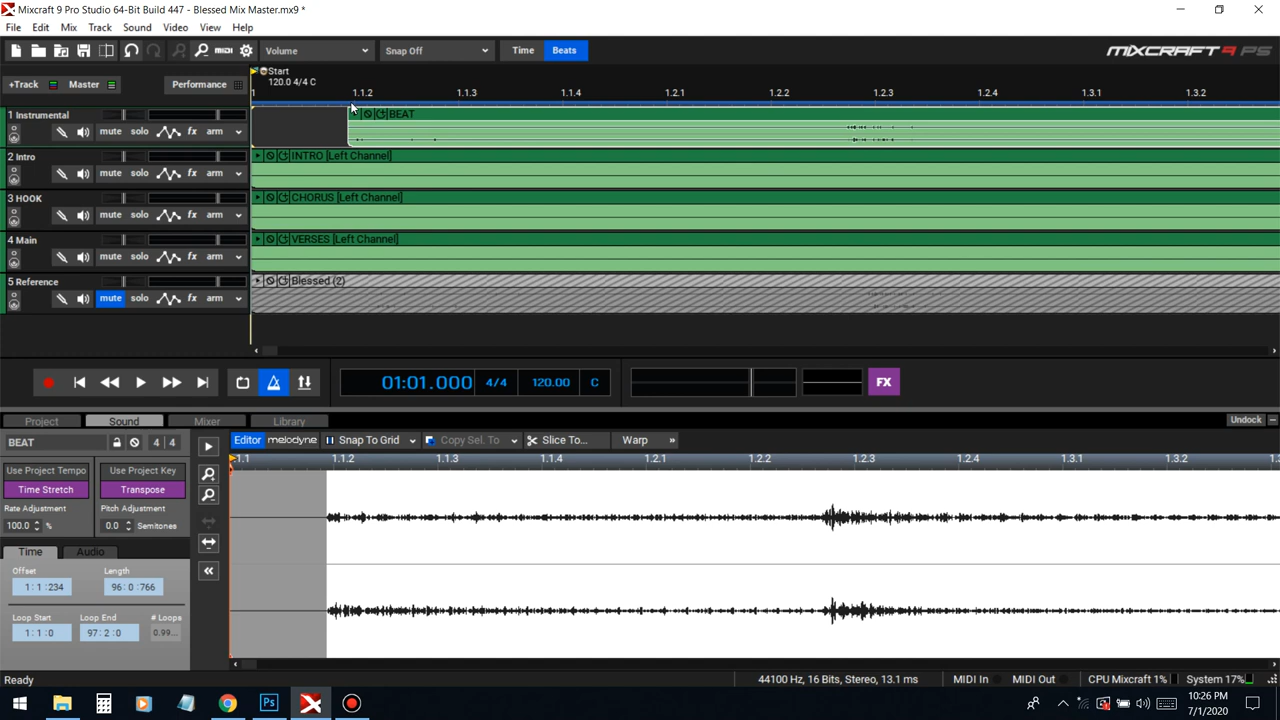 Mixcraft 9 Pro Studio 64-Bit Build 447 - Blessed Mix Master.mx9 *
File Edit Mix Track Sound Video View Help
MIDI Volume Snap Off Time Beats MIXCRAFT 9 PS
+Track Master Performance
Start
120.0 4/4 C
1 1.1.2 1.1.3 1.1.4 1.2.1 1.2.2 1.2.3 1.2.4 1.3.1 1.3.2
1 Instrumental BEAT
mute solo fx arm
2 Intro INTRO [Left Channel]
mute solo fx arm
3 HOOK CHORUS [Left Channel]
mute solo fx arm
4 Main VERSES [Left Channel]
mute solo fx arm
5 Reference Blessed (2)
mute solo fx arm
01:01.000 4/4 120.00 C FX
Project Sound Mixer Library Undock
BEAT 4 4 Editor melodyne Snap To Grid Copy Sel. To Slice To... Warp »
1.1 1.1.2 1.1.3 1.1.4 1.2.1 1.2.2 1.2.3 1.2.4 1.3.1 1.3.2 1.3
Use Project Tempo Use Project Key
Time Stretch Transpose
Rate Adjustment Pitch Adjustment
100.0 % 0.0 Semitones
Time Audio
Offset Length
1: 1 :234 96: 0 :766
Loop Start Loop End # Loops
1: 1: 0 97: 2: 0 0.99...
Ready 44100 Hz, 16 Bits, Stereo, 13.1 ms MIDI In MIDI Out CPU Mixcraft 1% System 17%
Ps
10:26 PM
7/1/2020